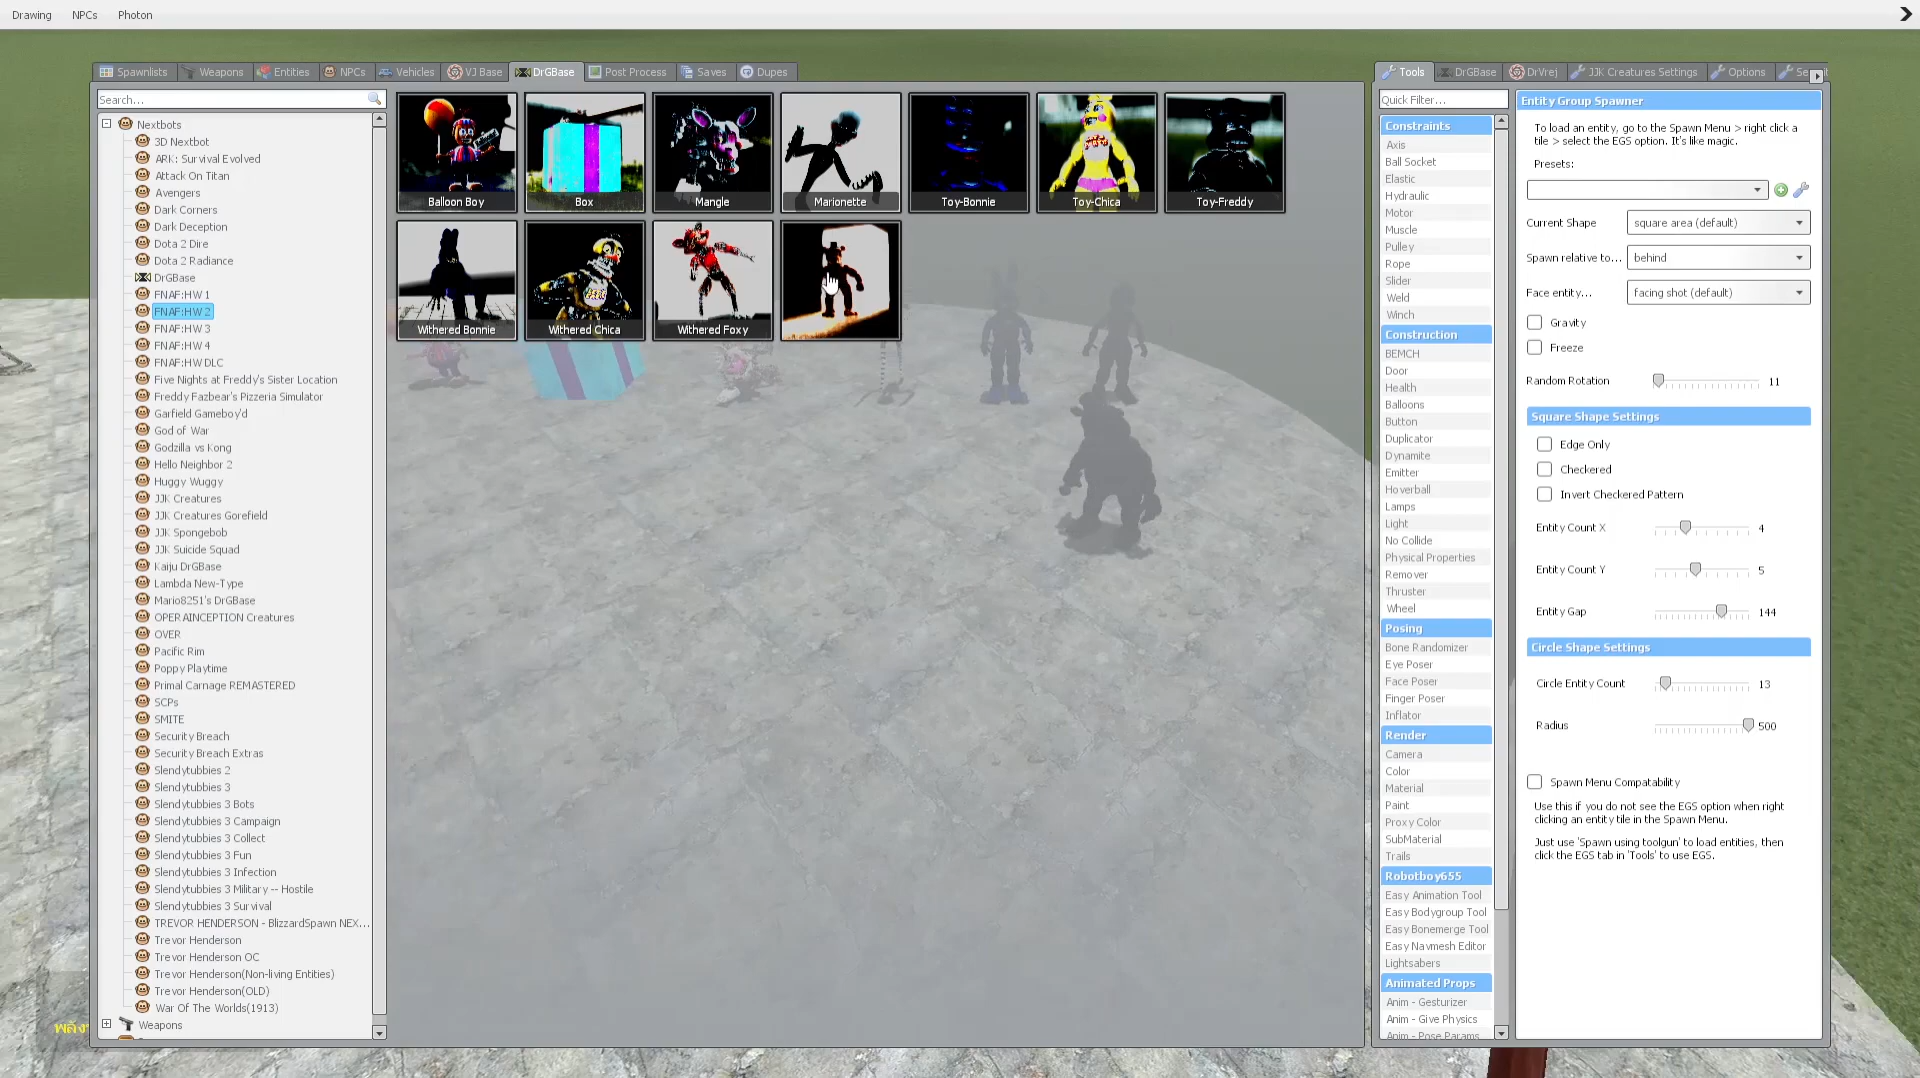 Drawing NPCs Photon
Spawnlists Weapons Entities NPCs Vehicles VJ Base DrGBase Post Process Saves Dupes
Search...
Nextbots
3D Nextbot
ARK: Survival Evolved
Attack On Titan
Avengers
Dark Corners
Dark Deception
Dota 2 Dire
Dota 2 Radiance
DrGBase
FNAF:HW 1
FNAF:HW 2
FNAF:HW 3
FNAF:HW 4
FNAF:HW DLC
Five Nights at Freddy's Sister Location
Freddy Fazbear's Pizzeria Simulator
Garfield Gameboy'd
God of War
Godzilla vs Kong
Hello Neighbor 2
Huggy Wuggy
JJK Creatures
JJK Creatures Gorefield
JJK Spongebob
JJK Suicide Squad
Kaiju DrGBase
Lambda New-Type
Mario8251's DrGBase
OPERAINCEPTION Creatures
OVER
Pacific Rim
Poppy Playtime
Primal Carnage REMASTERED
SCPs
SMITE
Security Breach
Security Breach Extras
Slendytubbies 2
Slendytubbies 3
Slendytubbies 3 Bots
Slendytubbies 3 Campaign
Slendytubbies 3 Collect
Slendytubbies 3 Fun
Slendytubbies 3 Infection
Slendytubbies 3 Military -- Hostile
Slendytubbies 3 Survival
TREVOR HENDERSON - BlizzardSpawn NEX...
Trevor Henderson
Trevor Henderson OC
Trevor Henderson(Non-living Entities)
Trevor Henderson(OLD)
War Of The Worlds(1913)
Weapons
Balloon Boy Box Mangle Marionette Toy-Bonnie Toy-Chica Toy-Freddy
Withered Bonnie Withered Chica Withered Foxy
Tools DrGBase DrVrej JJK Creatures Settings Options
Quick Filter...
Constraints
Axis
Ball Socket
Elastic
Hydraulic
Motor
Muscle
Pulley
Rope
Slider
Weld
Winch
Construction
BEMCH
Door
Health
Balloons
Button
Duplicator
Dynamite
Emitter
Hoverball
Lamps
Light
No Collide
Physical Properties
Remover
Thruster
Wheel
Posing
Bone Randomizer
Eye Poser
Face Poser
Finger Poser
Inflator
Render
Camera
Color
Material
Paint
Proxy Color
SubMaterial
Trails
Robotboy655
Easy Animation Tool
Easy Bodygroup Tool
Easy Bonemerge Tool
Easy Navmesh Editor
Lightsabers
Animated Props
Anim - Gesturizer
Anim - Give Physics
Anim - Pose Params
Entity Group Spawner
To load an entity, go to the Spawn Menu > right click a
tile > select the EGS option. It's like magic.
Presets:
Current Shape square area (default)
Spawn relative to... behind
Face entity... facing shot (default)
Gravity
Freeze
Random Rotation 11
Square Shape Settings
Edge Only
Checkered
Invert Checkered Pattern
Entity Count X 4
Entity Count Y 5
Entity Gap 144
Circle Shape Settings
Circle Entity Count 13
Radius 500
Spawn Menu Compatability
Use this if you do not see the EGS option when right
clicking an entity tile in the Spawn Menu.
Just use 'Spawn using toolgun' to load entities, then
click the EGS tab in 'Tools' to use EGS.